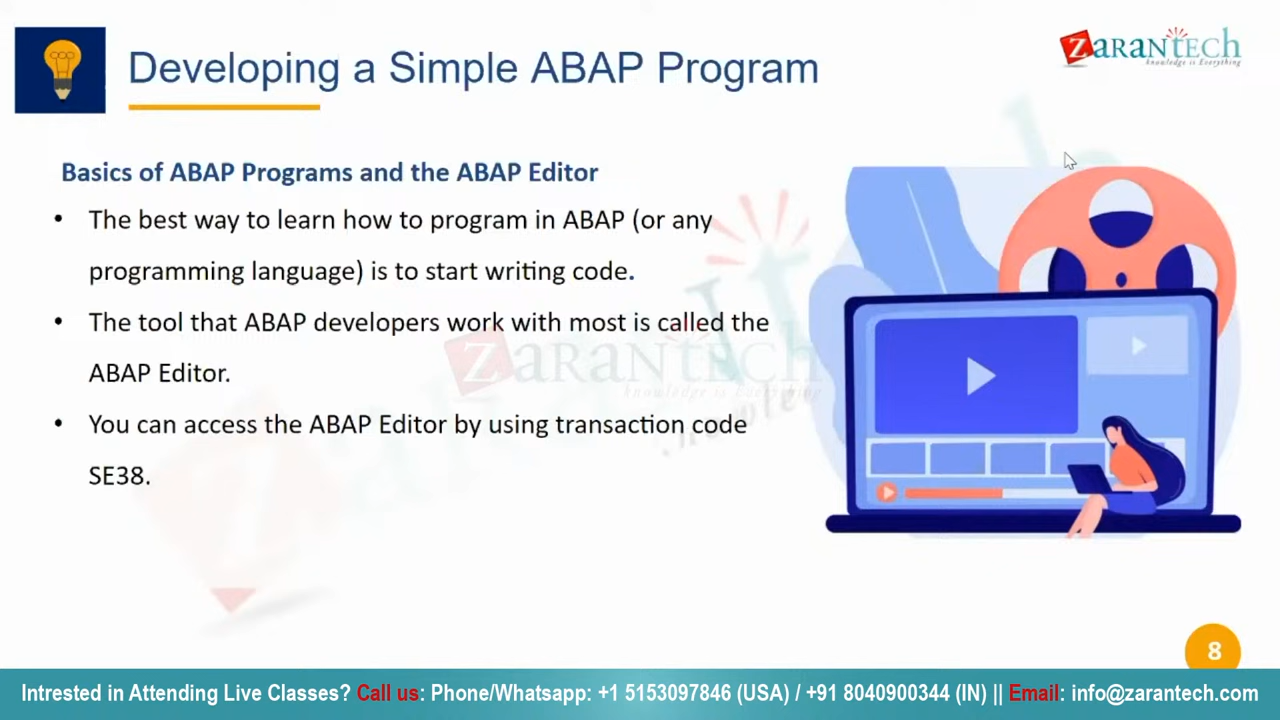 Developing a Simple ABAP Program
ZARANTECH
knowledge is Everything
Basics of ABAP Programs and the ABAP Editor
• The best way to learn how to program in ABAP (or any
programming language) is to start writing code.
• The tool that ABAP developers work with most is called the
ABAP Editor.
• You can access the ABAP Editor by using transaction code
SE38.
ZARANTECH
knowledge is Everything
8
Intrested in Attending Live Classes? Call us: Phone/Whatsapp: +1 5153097846 (USA) / +91 8040900344 (IN) || Email: info@zarantech.com